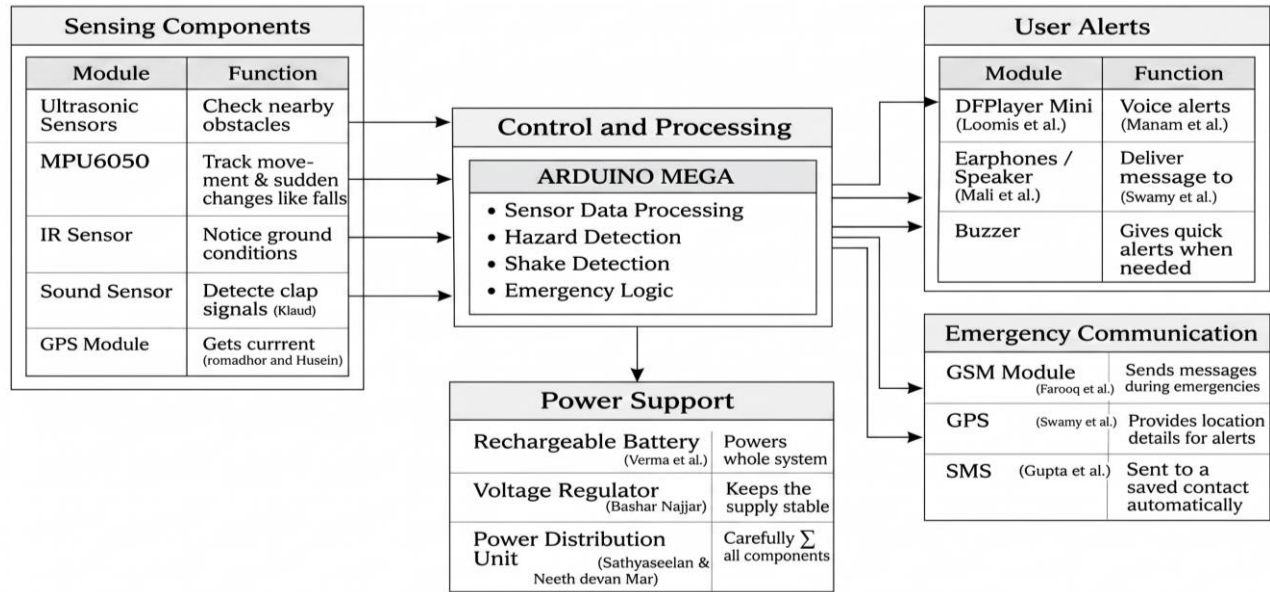 Sensing Components
Module Function
Ultrasonic Sensors
Check nearby obstacles
MPU6050
Track move-
ment & sudden
changes like falls
IR Sensor
Notice ground
conditions
Sound Sensor
Detecte clap
signals (Klaud)
GPS Module
Gets currrent
(romadhor and Husein)
Control and Processing
ARDUINO MEGA
• Sensor Data Processing
• Hazard Detection
• Shake Detection
• Emergency Logic
Power Support
Rechargeable Battery
(Verma et al.)
Powers
whole system
Voltage Regulator
(Bashar Najjar)
Keeps the
supply stable
Power Distribution
Unit (Sathyaseelan &
Neeth devan Mar)
Carefully ∑
all components
User Alerts
Module Function
DFPlayer Mini
(Loomis et al.)
Voice alerts
(Manam et al.)
Earphones /
Speaker
(Mali et al.)
Deliver
message to
(Swamy et al.)
Buzzer
Gives quick
alerts when
needed
Emergency Communication
GSM Module
(Farooq et al.)
Sends messages
during emergencies
GPS (Swamy et al.)
Provides location
details for alerts
SMS (Gupta et al.)
Sent to a
saved contact
automatically